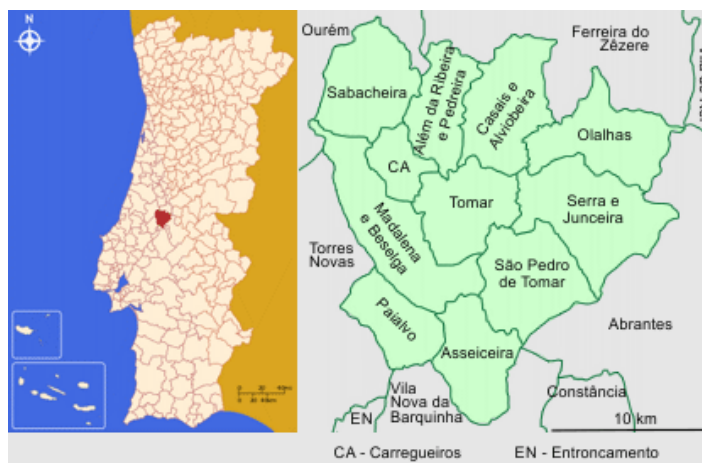 N
Ourém
Ferreira do
Zêzere
Sabacheira
Além da Ribeira
e Pedreira
Casais e
Alviobeira
Olalhas
CA
Tomar
Serra e
Junceira
Madalena
e Beselga
Torres
Novas
São Pedro
de Tomar
Paialvo
Asseiceira
Abrantes
Vila
Nova da
Barquinha
Constância
EN
10 km
CA - Carregueiros
EN - Entroncamento